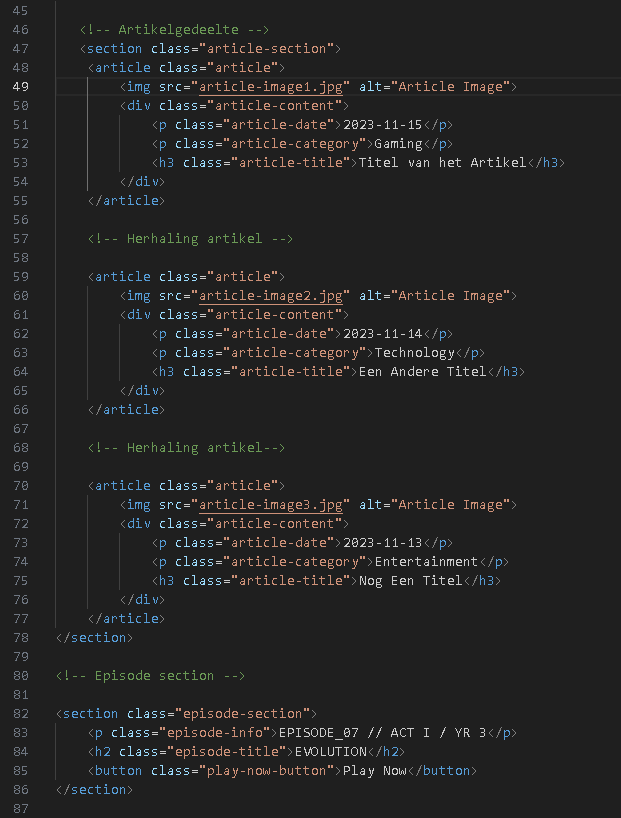 45
46 <!-- Artikelgedeelte -->
47 <section class="article-section">
48 <article class="article">
49 <img src="article-image1.jpg" alt="Article Image">
50 <div class="article-content">
51 <p class="article-date">2023-11-15</p>
52 <p class="article-category">Gaming</p>
53 <h3 class="article-title">Titel van het Artikel</h3>
54 </div>
55 </article>
56
57 <!-- Herhaling artikel -->
58
59 <article class="article">
60 <img src="article-image2.jpg" alt="Article Image">
61 <div class="article-content">
62 <p class="article-date">2023-11-14</p>
63 <p class="article-category">Technology</p>
64 <h3 class="article-title">Een Andere Titel</h3>
65 </div>
66 </article>
67
68 <!-- Herhaling artikel-->
69
70 <article class="article">
71 <img src="article-image3.jpg" alt="Article Image">
72 <div class="article-content">
73 <p class="article-date">2023-11-13</p>
74 <p class="article-category">Entertainment</p>
75 <h3 class="article-title">Nog Een Titel</h3>
76 </div>
77 </article>
78 </section>
79
80 <!-- Episode section -->
81
82 <section class="episode-section">
83 <p class="episode-info">EPISODE_07 // ACT I / YR 3</p>
84 <h2 class="episode-title">EVOLUTION</h2>
85 <button class="play-now-button">Play Now</button>
86 </section>
87